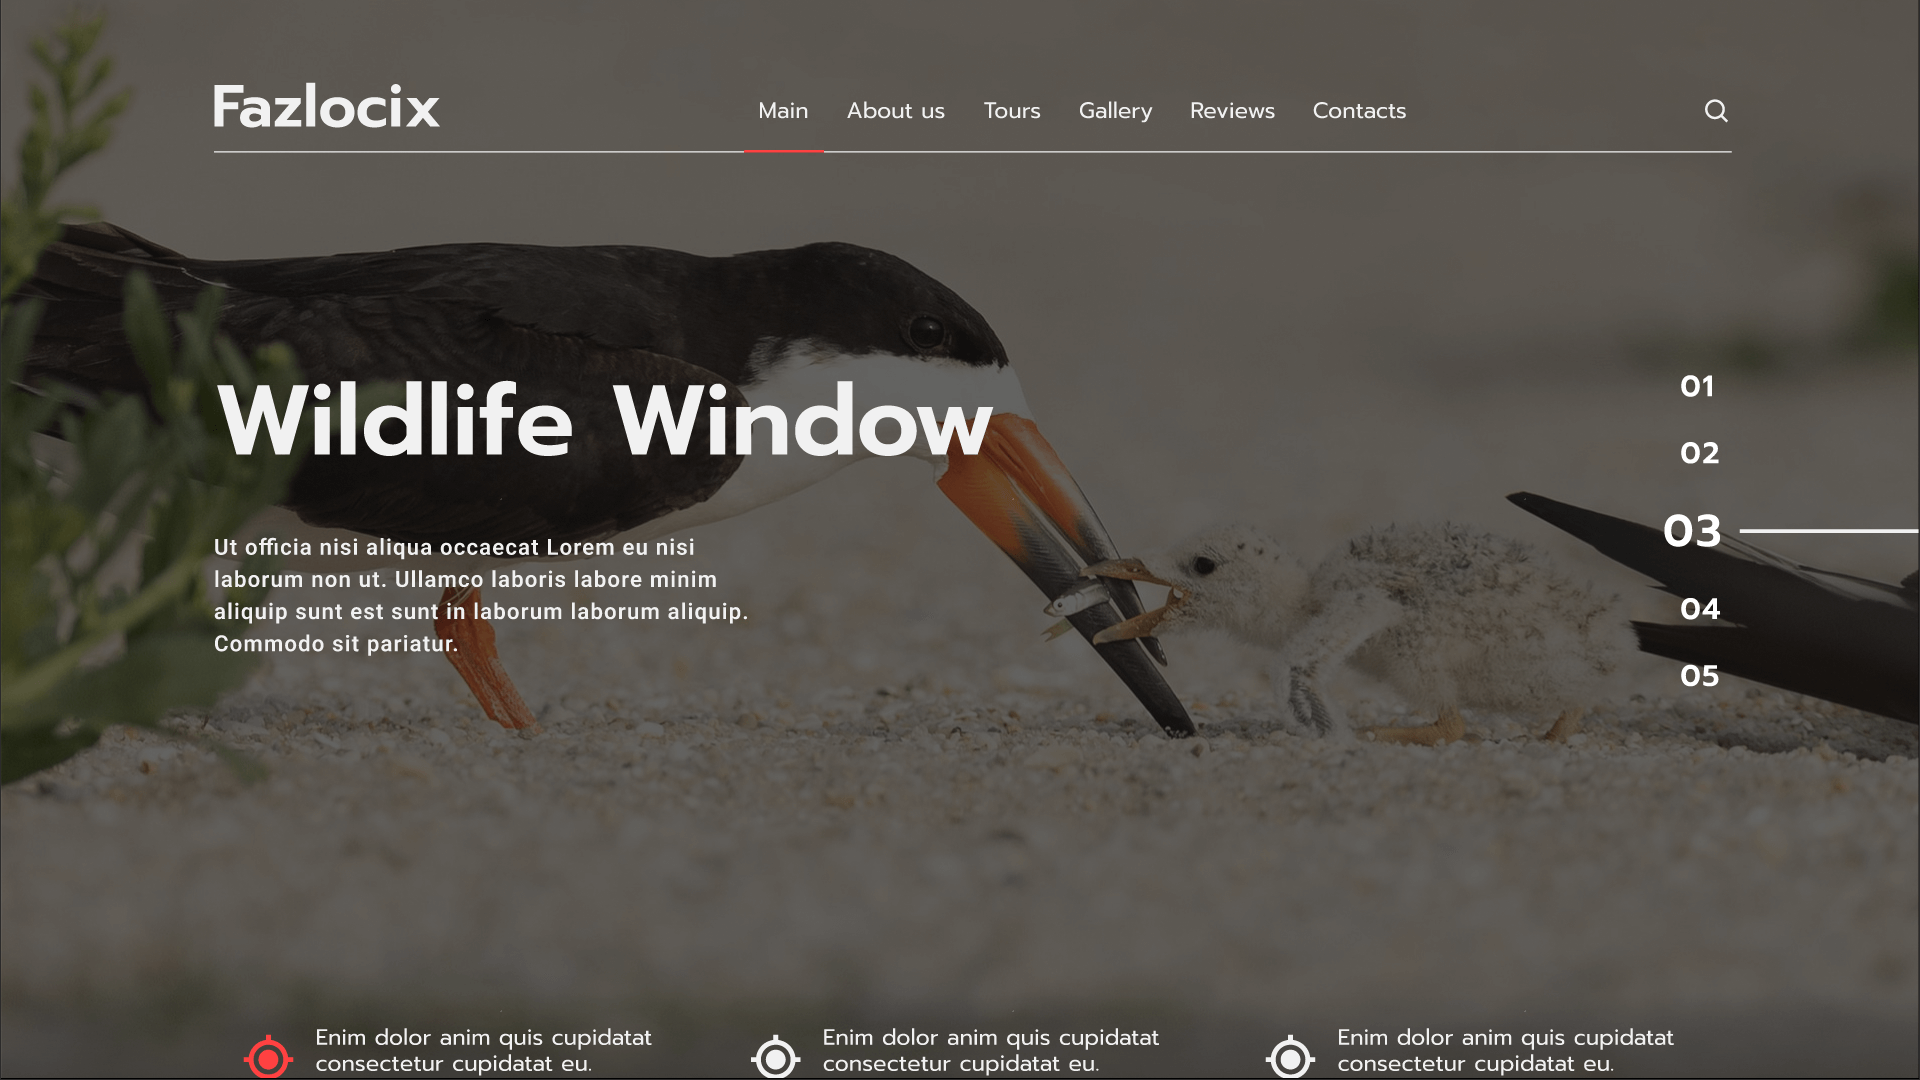 Fazlocix
Main About us Tours Gallery Reviews Contacts
Wildlife Window
Ut officia nisi aliqua occaecat Lorem eu nisi
laborum non ut. Ullamco laboris labore minim
aliquip sunt est sunt in laborum laborum aliquip.
Commodo sit pariatur.
01
02
03
04
05
Enim dolor anim quis cupidatat
consectetur cupidatat eu.
Enim dolor anim quis cupidatat
consectetur cupidatat eu.
Enim dolor anim quis cupidatat
consectetur cupidatat eu.